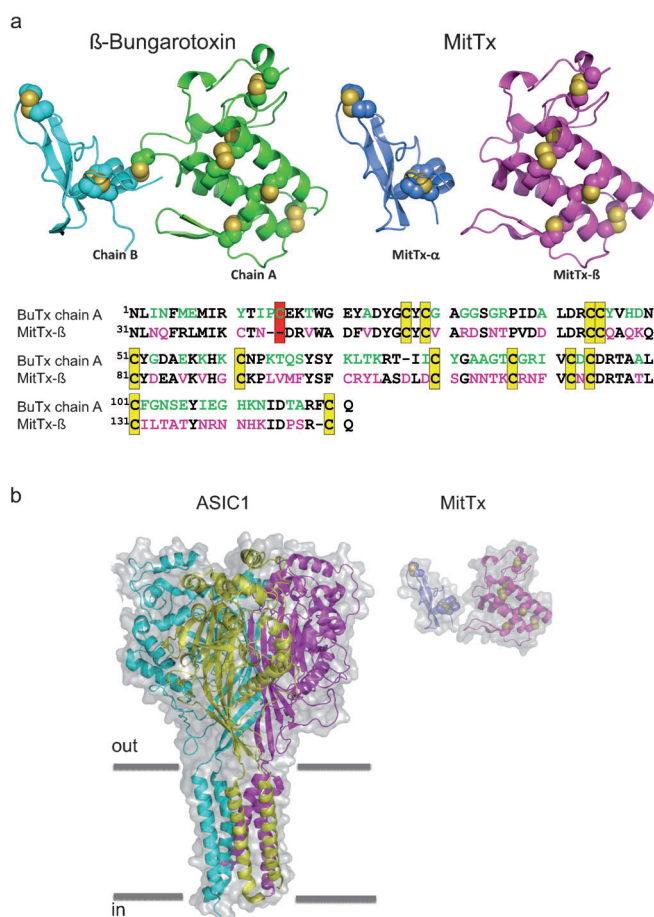 a
ß-Bungarotoxin MitTx
Chain B Chain A MitTx-α MitTx-ß
BuTx chain A 1NLINFMEMIR YTIPCEKTWG EYADYGCYCG AGGSGRPIDA LDRCCYVHDN
MitTx-ß 31NLNQFRLMIK CTN--DRVWA DFVDYGCYCV ARDSNTPVDD LDRCCQAQKQ
BuTx chain A 51CYGDAEKKHK CNPKTQSYSY KLTKRT-IIC YGAAGTCGRI VCDCDRTAAL
MitTx-ß 81CYDEAVKVHG CKPLVMFYSF CRYLASDLDC SGNNTKCRNF VCNCDRTATL
BuTx chain A 101CFGNSEYIEG HKNIDTARFC Q
MitTx-ß 131CILTATYNRN NHKIDPSR-C Q
b
ASIC1 MitTx
out
in